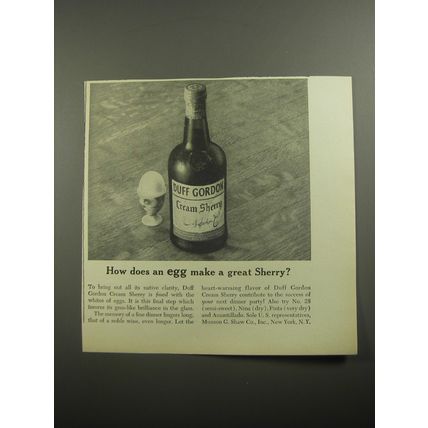 DUFF GORDON
Cream Sherry
How does an egg make a great Sherry?
To bring out all its native clarity, Duff
Gordon Cream Sherry is fined with the
whites of eggs. It is this final step which
insures its gem-like brilliance in the glass.
The memory of a fine dinner lingers long,
that of a noble wine, even longer. Let the
heart-warming flavor of Duff Gordon
Cream Sherry contribute to the success of
your next dinner party! Also try No. 28
(semi-sweet), Nina (dry), Pinta (very dry)
and Amontillado. Sole U. S. representatives,
Munson G. Shaw Co., Inc., New York, N. Y.